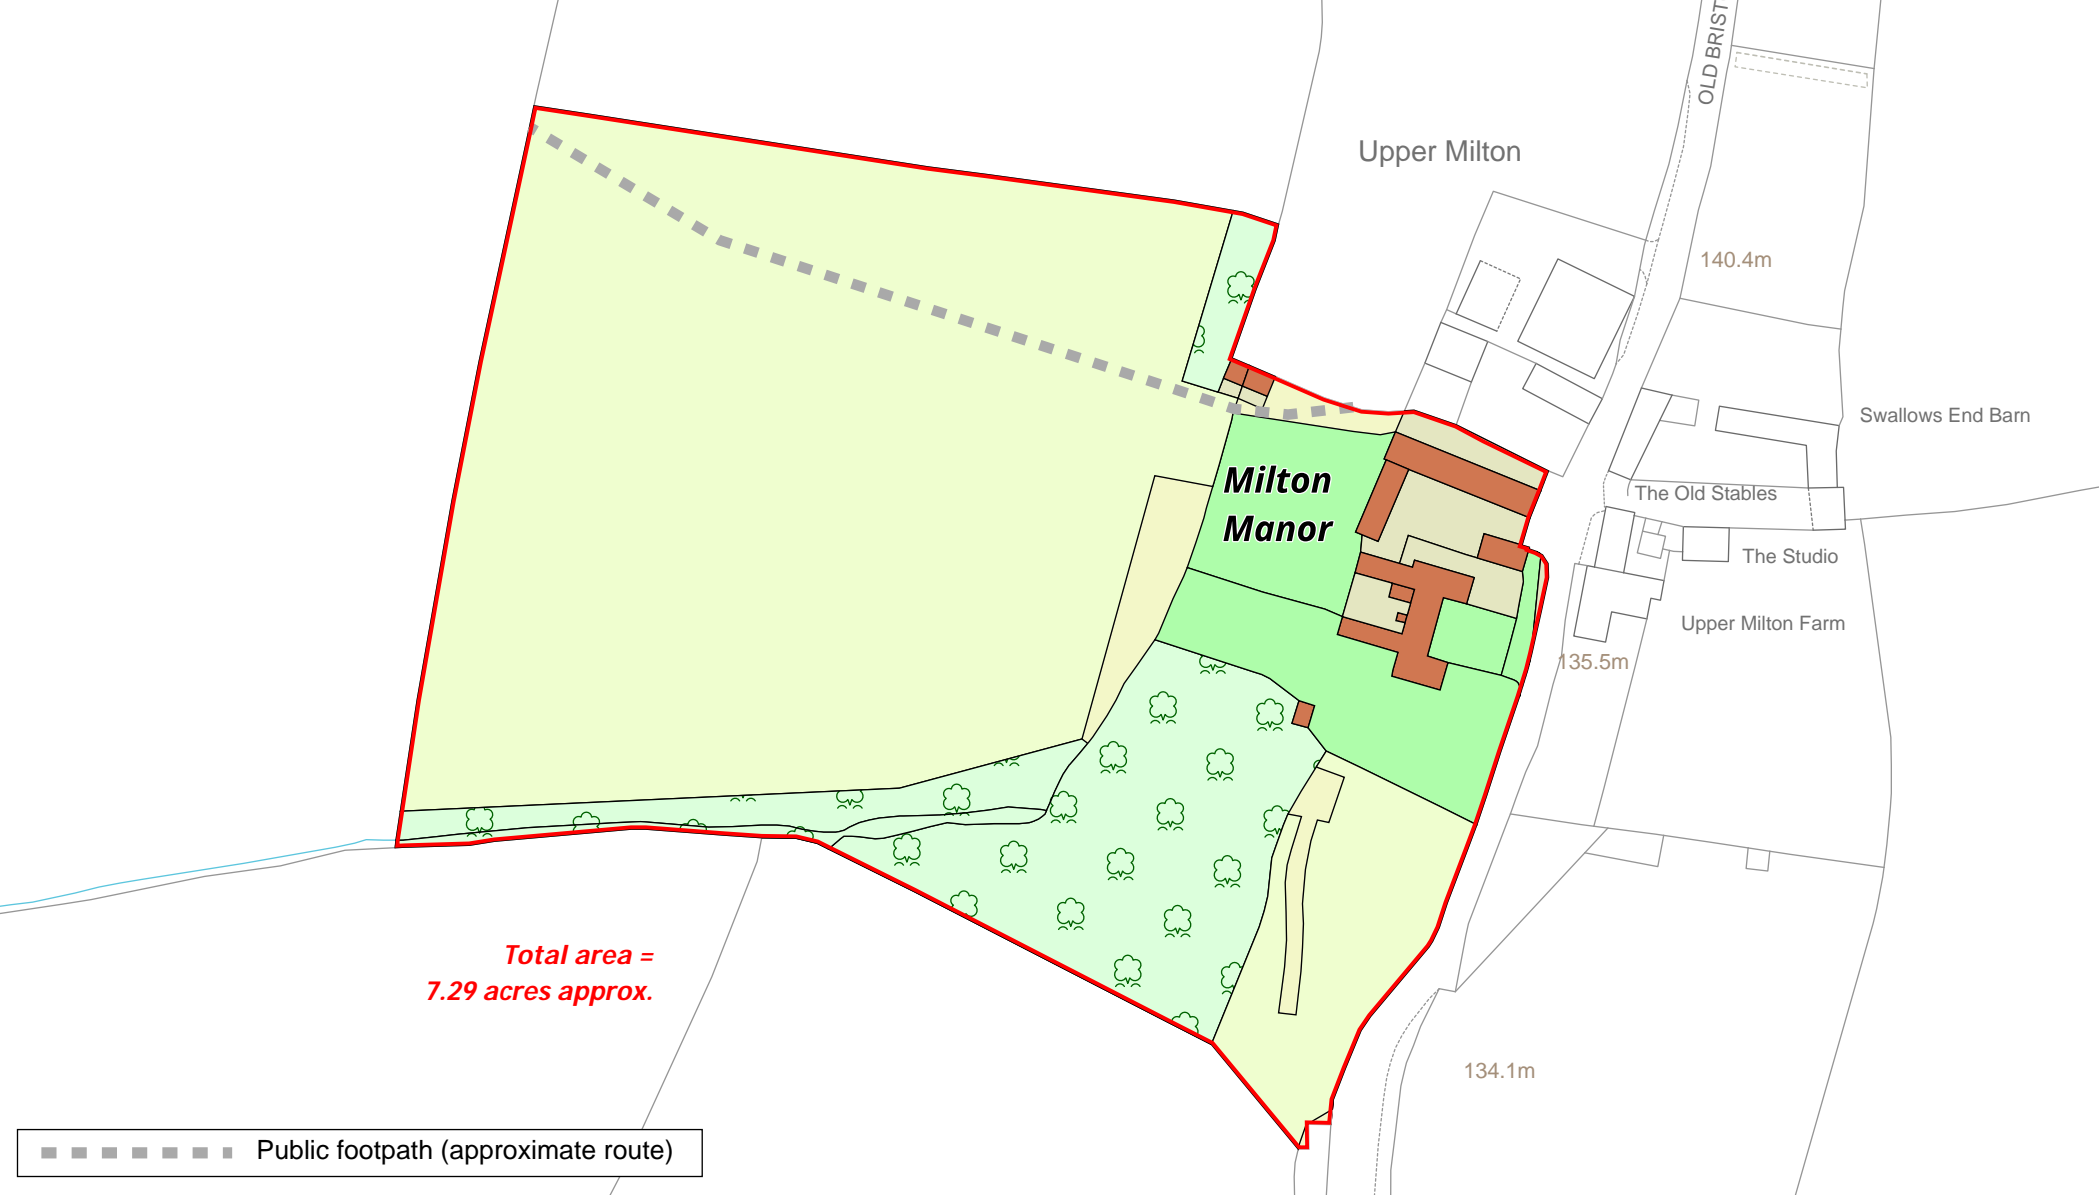 OLD BRIST
Upper Milton
140.4m
Swallows End Barn
Milton
Manor
The Old Stables
The Studio
Upper Milton Farm
135.5m
Total area =
7.29 acres approx.
134.1m
Public footpath (approximate route)